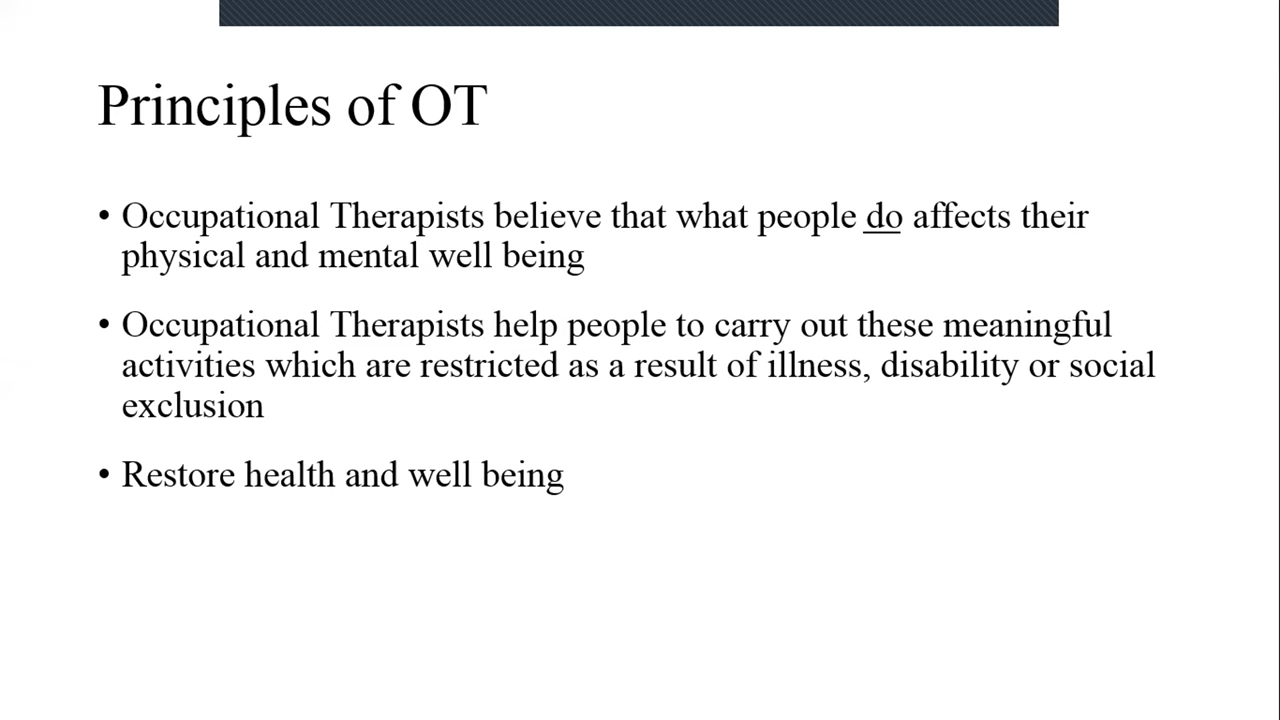 Principles of OT
• Occupational Therapists believe that what people do affects their
physical and mental well being
• Occupational Therapists help people to carry out these meaningful
activities which are restricted as a result of illness, disability or social
exclusion
• Restore health and well being